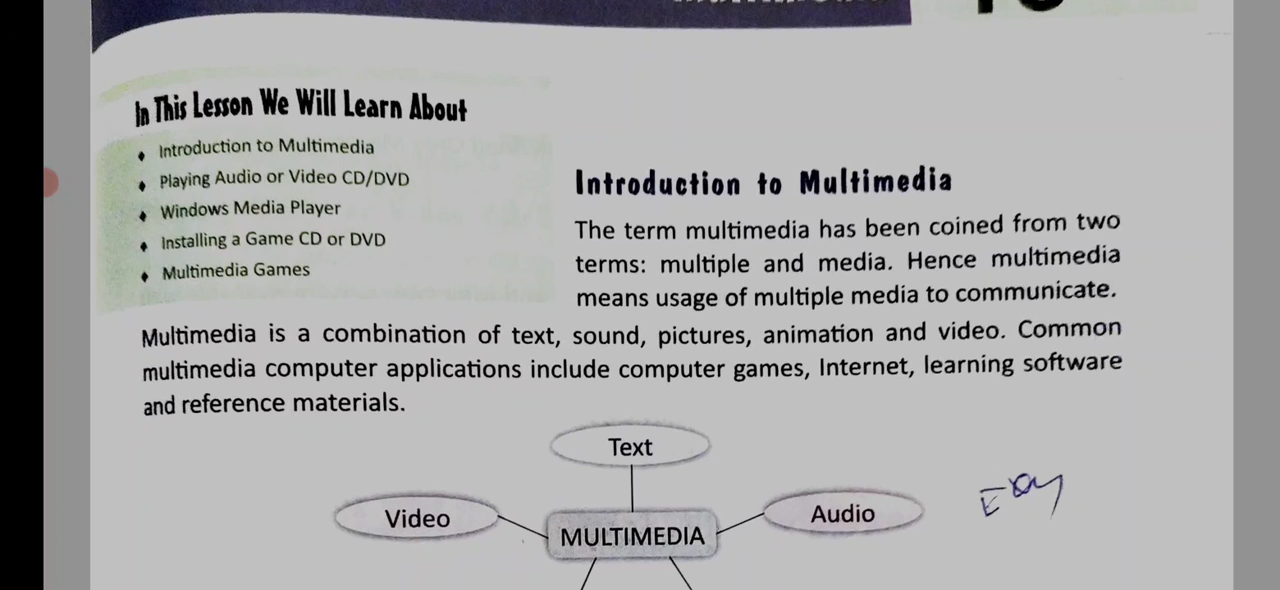 In This Lesson We Will Learn About
♦ Introduction to Multimedia
♦ Playing Audio or Video CD/DVD
♦ Windows Media Player
♦ Installing a Game CD or DVD
♦ Multimedia Games
Introduction to Multimedia
The term multimedia has been coined from two
terms: multiple and media. Hence multimedia
means usage of multiple media to communicate.
Multimedia is a combination of text, sound, pictures, animation and video. Common
multimedia computer applications include computer games, Internet, learning software
and reference materials.
Text
Video
Audio
MULTIMEDIA